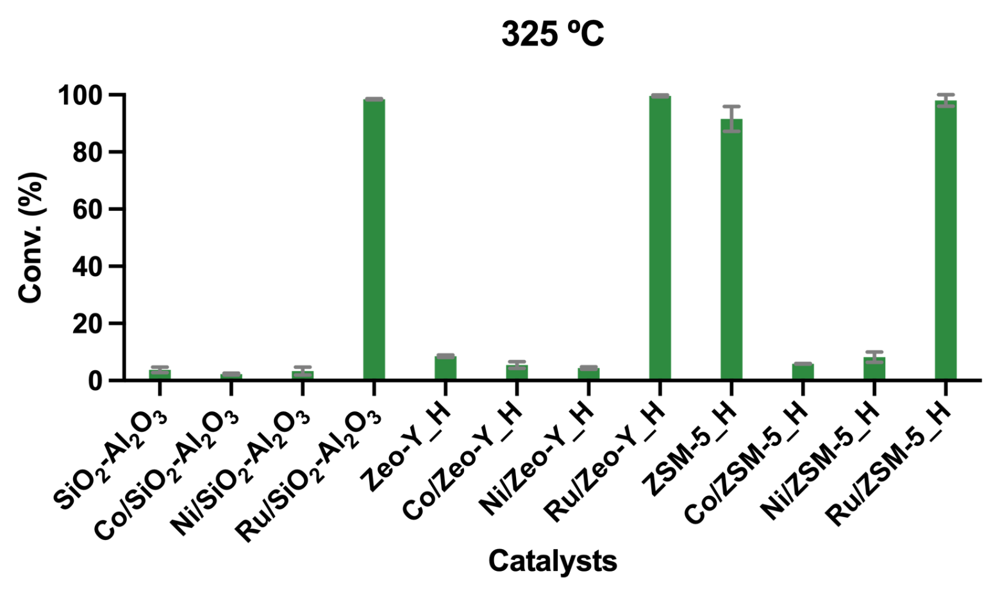 325 ºC
100
80
60
40
20
0
Conv. (%)
SiO₂-Al₂O₃
Co/SiO₂-Al₂O₃
Ni/SiO₂-Al₂O₃
Ru/SiO₂-Al₂O₃
Zeo-Y_H
Co/Zeo-Y_H
Ni/Zeo-Y_H
Ru/Zeo-Y_H
ZSM-5_H
Co/ZSM-5_H
Ni/ZSM-5_H
Ru/ZSM-5_H
Catalysts